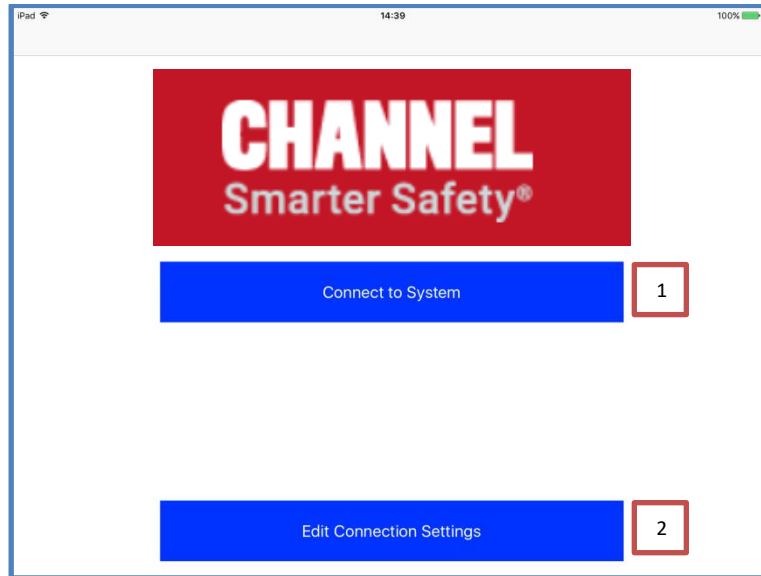 iPad 14:39 100%
CHANNEL
Smarter Safety®
Connect to System 1
Edit Connection Settings 2